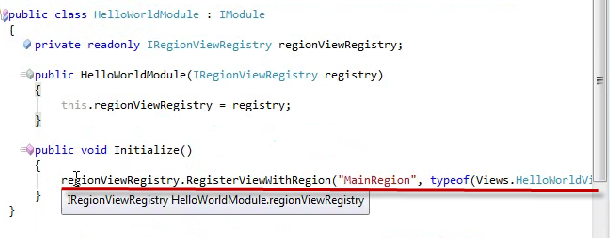 public class HelloWorldModule : IModule
{
private readonly IRegionViewRegistry regionViewRegistry;
public HelloWorldModule(IRegionViewRegistry registry)
{
this.regionViewRegistry = registry;
}
public void Initialize()
{
regionViewRegistry.RegisterViewWithRegion("MainRegion", typeof(Views.HelloWorldVi
}
IRegionViewRegistry HelloWorldModule.regionViewRegistry
}